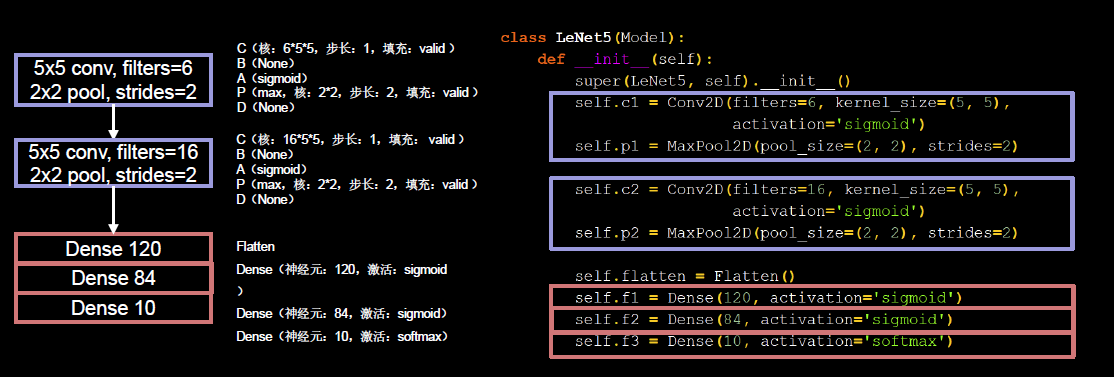 5x5 conv, filters=6
2x2 pool, strides=2
5x5 conv, filters=16
2x2 pool, strides=2
Dense 120
Dense 84
Dense 10
C（核：6*5*5，步长：1，填充：valid ）
B（None）
A（sigmoid）
P（max，核：2*2，步长：2，填充：valid ）
D（None）
C（核：16*5*5，步长：1，填充：valid ）
B（None）
A（sigmoid）
P（max，核：2*2，步长：2，填充：valid ）
D（None）
Flatten
Dense（神经元：120，激活：sigmoid
）
Dense（神经元：84，激活：sigmoid）
Dense（神经元：10，激活：softmax）
class LeNet5(Model):
    def __init__(self):
        super(LeNet5, self).__init__()
        self.c1 = Conv2D(filters=6, kernel_size=(5, 5),
                         activation='sigmoid')
        self.p1 = MaxPool2D(pool_size=(2, 2), strides=2)
        self.c2 = Conv2D(filters=16, kernel_size=(5, 5),
                         activation='sigmoid')
        self.p2 = MaxPool2D(pool_size=(2, 2), strides=2)
        self.flatten = Flatten()
        self.f1 = Dense(120, activation='sigmoid')
        self.f2 = Dense(84, activation='sigmoid')
        self.f3 = Dense(10, activation='softmax')